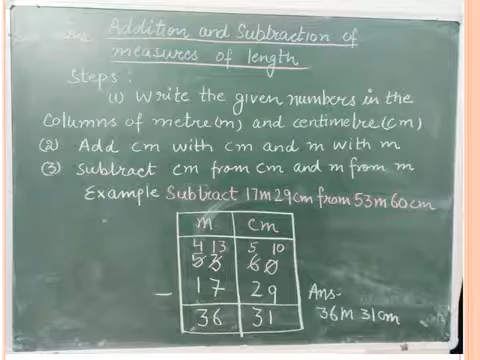 Addition and Subtraction of
measures of length
Steps:
(1) Write the given numbers in the
columns of metre(m) and centimetre(cm)
(2) Add cm with cm and m with m
(3) Subtract cm from cm and m from m
Example Subtract 17m 29cm from 53m 60cm
m cm
4 13 5 10
53 60
- 17 29
36 31
Ans-
36m 31cm